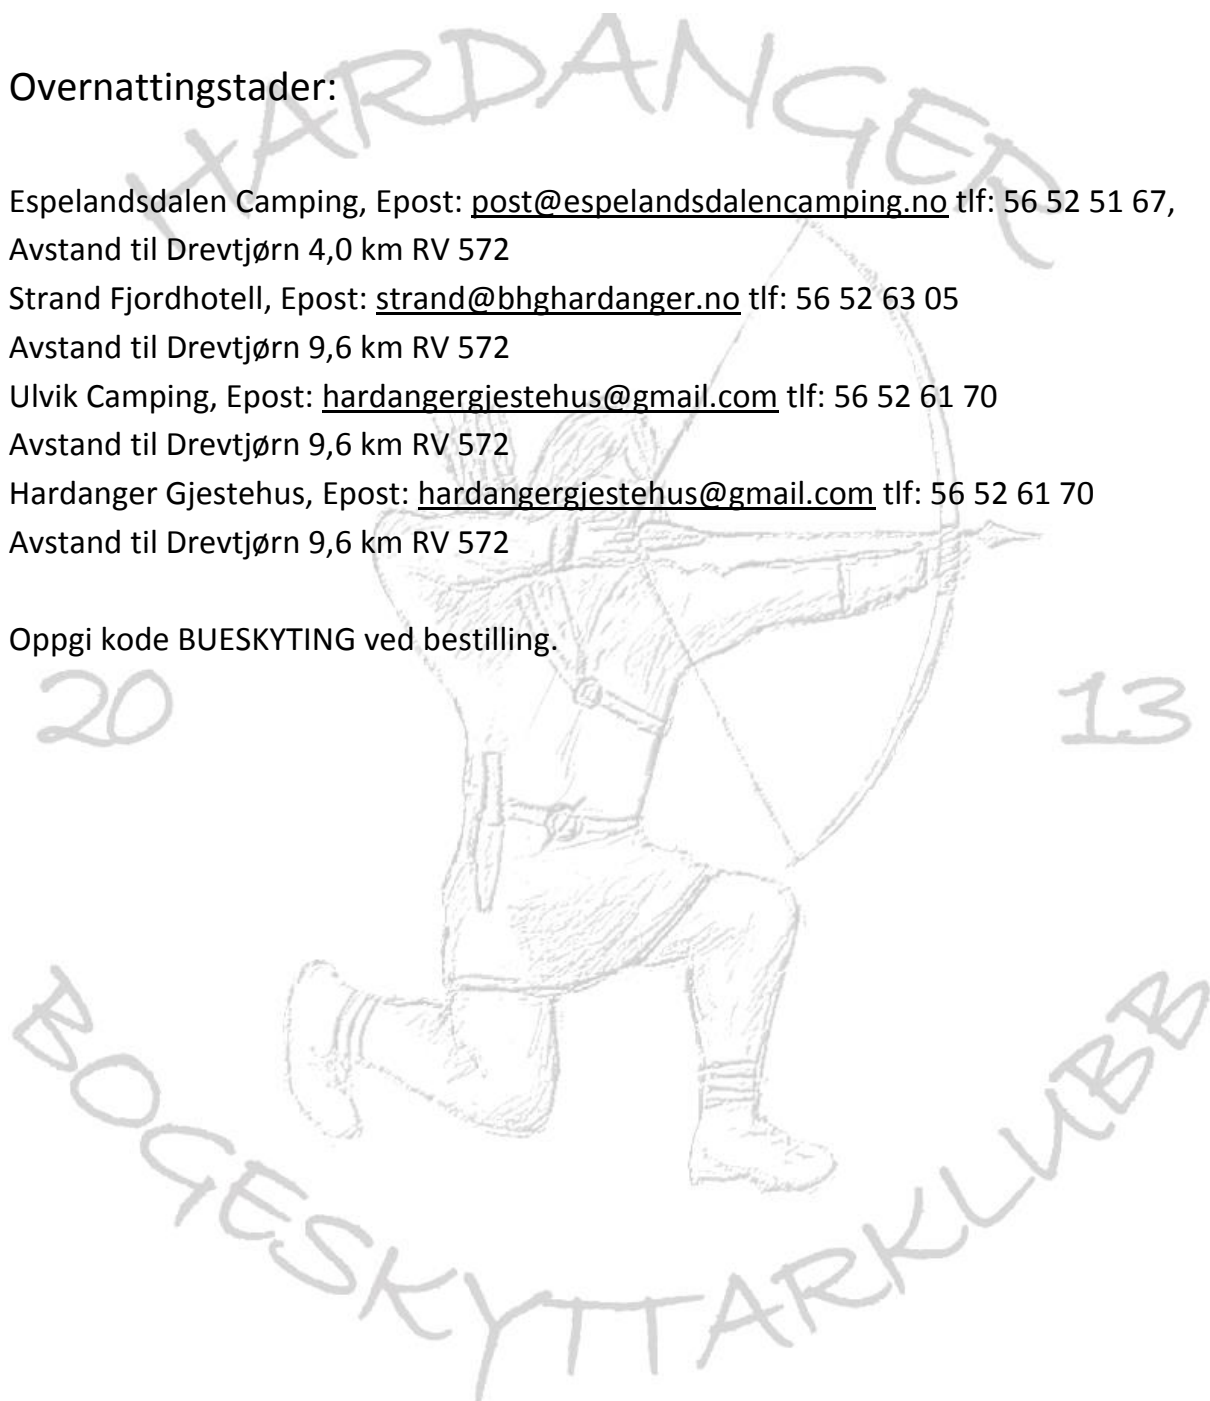 HARDANGER
Overnattingstader:
Espelandsdalen Camping, Epost: post@espelandsdalencamping.no tlf: 56 52 51 67,
Avstand til Drevtjørn 4,0 km RV 572
Strand Fjordhotell, Epost: strand@bhghardanger.no tlf: 56 52 63 05
Avstand til Drevtjørn 9,6 km RV 572
Ulvik Camping, Epost: hardangergjestehus@gmail.com tlf: 56 52 61 70
Avstand til Drevtjørn 9,6 km RV 572
Hardanger Gjestehus, Epost: hardangergjestehus@gmail.com tlf: 56 52 61 70
Avstand til Drevtjørn 9,6 km RV 572
Oppgi kode BUESKYTING ved bestilling.
20 13
BOGESKYTTARKLUBB